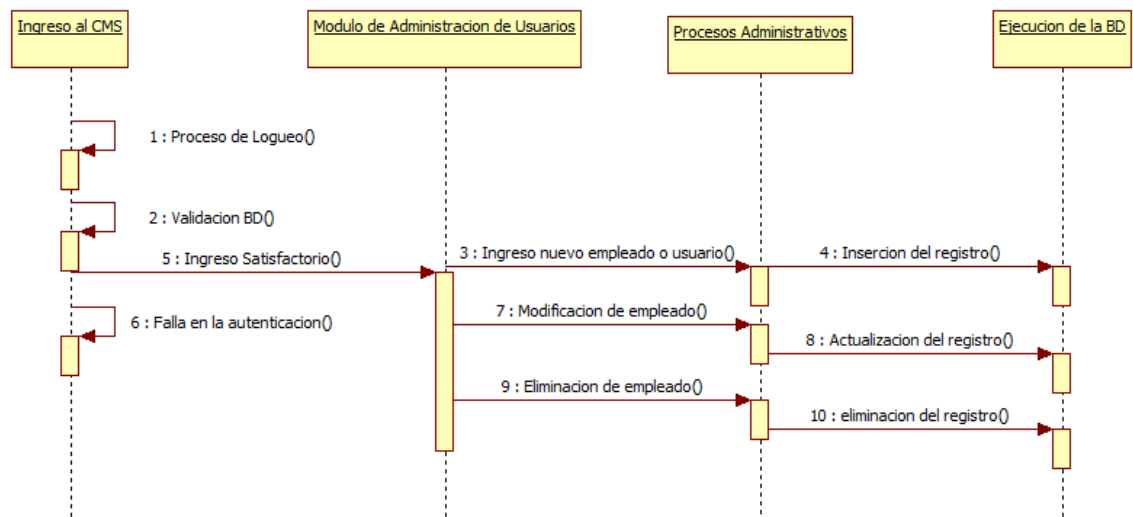 Ingreso al CMS
Modulo de Administracion de Usuarios
Procesos Administrativos
Ejecucion de la BD
1 : Proceso de Logueo()
2 : Validacion BD()
5 : Ingreso Satisfactorio()
3 : Ingreso nuevo empleado o usuario()
4 : Insercion del registro()
6 : Falla en la autenticacion()
7 : Modificacion de empleado()
8 : Actualizacion del registro()
9 : Eliminacion de empleado()
10 : eliminacion del registro()